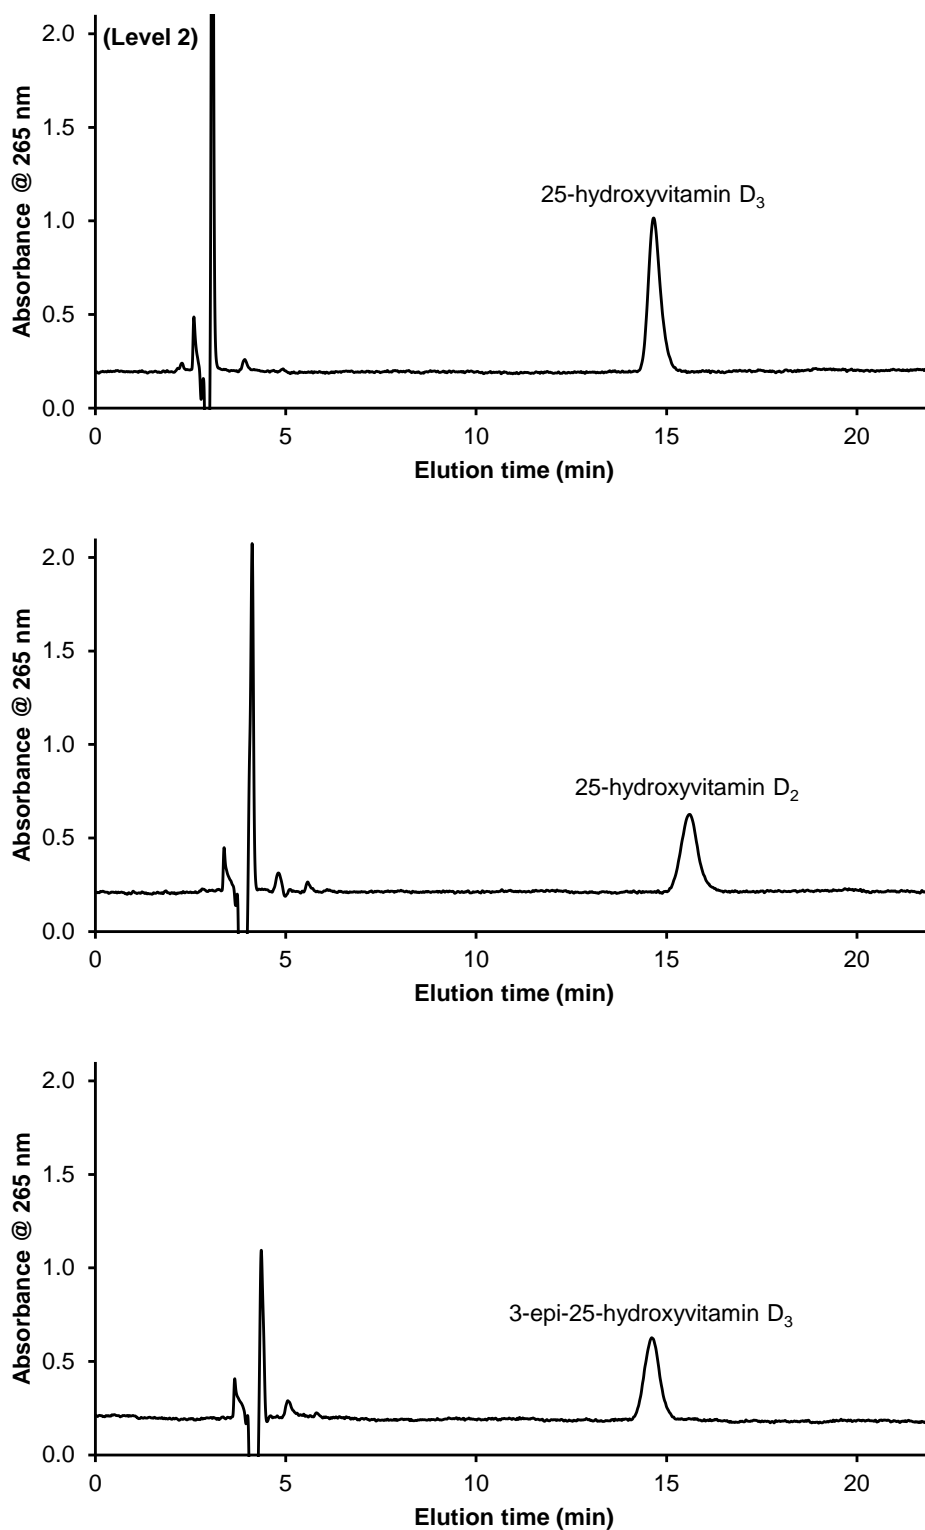 2.0
(Level 2)
1.5
25-hydroxyvitamin D₃
1.0
0.5
0.0
Absorbance @ 265 nm
0 5 10 15 20
Elution time (min)
2.0
1.5
1.0
25-hydroxyvitamin D₂
0.5
0.0
Absorbance @ 265 nm
0 5 10 15 20
Elution time (min)
2.0
1.5
1.0
3-epi-25-hydroxyvitamin D₃
0.5
0.0
Absorbance @ 265 nm
0 5 10 15 20
Elution time (min)